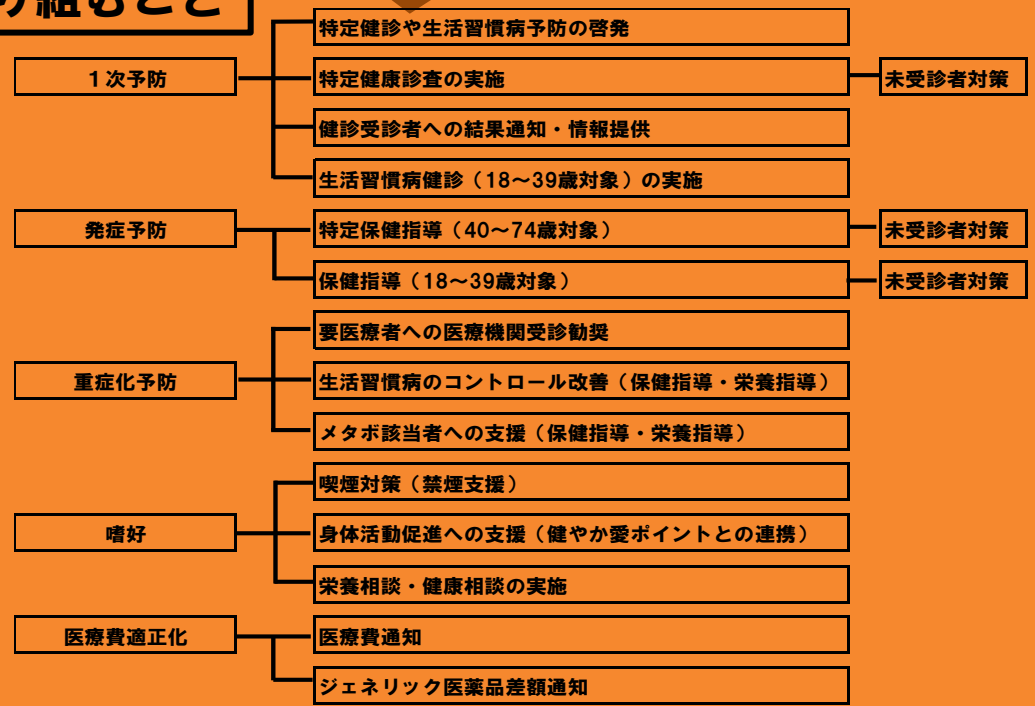 り組むこと
特定健診や生活習慣病予防の啓発
1次予防
特定健康診査の実施
未受診者対策
健診受診者への結果通知・情報提供
生活習慣病健診（18～39歳対象）の実施
発症予防
特定保健指導（40～74歳対象）
未受診者対策
保健指導（18～39歳対象）
未受診者対策
要医療者への医療機関受診勧奨
重症化予防
生活習慣病のコントロール改善（保健指導・栄養指導）
メタボ該当者への支援（保健指導・栄養指導）
喫煙対策（禁煙支援）
嗜好
身体活動促進への支援（健やか愛ポイントとの連携）
栄養相談・健康相談の実施
医療費適正化
医療費通知
ジェネリック医薬品差額通知